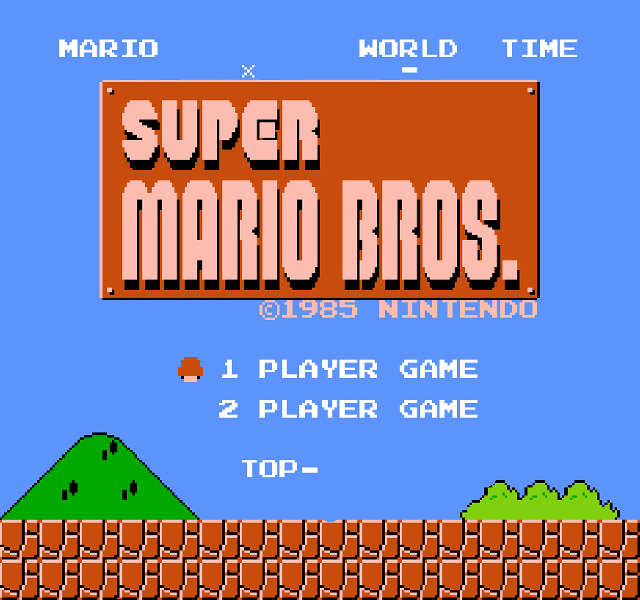 MARIO WORLD TIME
× -
SUPER
MARIO BROS.
©1985 NINTENDO
1 PLAYER GAME
2 PLAYER GAME
TOP-